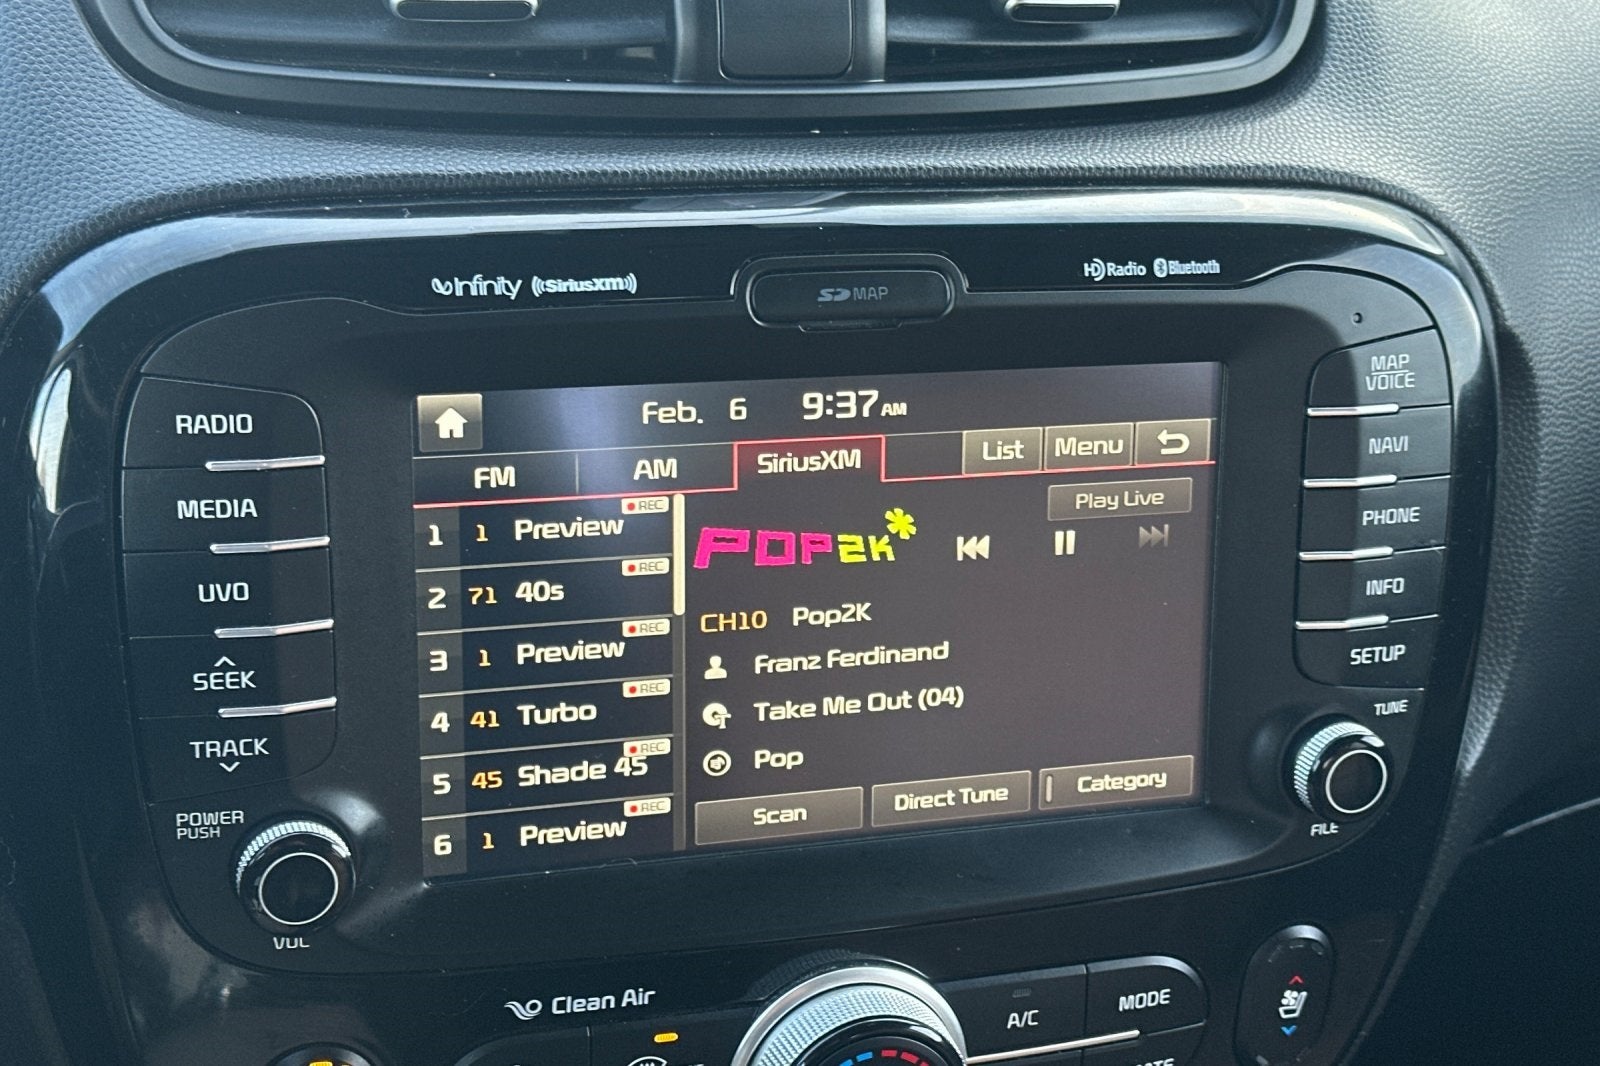 Infinity SiriusXM
SD MAP
HD Radio Bluetooth
RADIO
MEDIA
UVO
SEEK
TRACK
POWER
PUSH
VOL
Feb. 6 9:37 AM
FM AM SiriusXM List Menu
1 1 Preview REC
2 71 40s REC
3 1 Preview REC
4 41 Turbo REC
5 45 Shade 45 REC
6 1 Preview REC
Play Live
POP2K*
CH10 Pop2K
Franz Ferdinand
Take Me Out (04)
Pop
Scan Direct Tune Category
MAP
VOICE
NAVI
PHONE
INFO
SETUP
TUNE
FILE
Clean Air
A/C
MODE